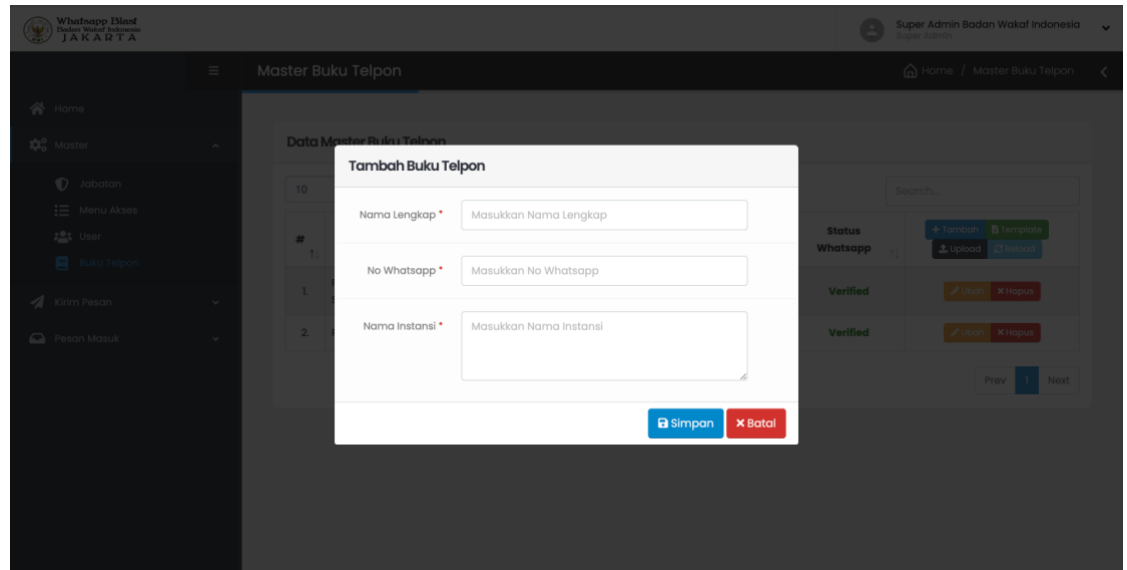 Whatsapp Blast
Badan Wakaf Indonesia
JAKARTA
Super Admin Badan Wakaf Indonesia
Super Admin
Master Buku Telpon
Home / Master Buku Telpon
Home
Master
Jabatan
Menu Akses
User
Buku Telpon
Kirim Pesan
Pesan Masuk
Data Master Buku Telpon
10
Search...
#
Status
Whatsapp
+ Tambah Template
Upload Reload
1.
Verified
Ubah Hapus
2.
Verified
Ubah Hapus
Prev 1 Next
Tambah Buku Telpon
Nama Lengkap *
Masukkan Nama Lengkap
No Whatsapp *
Masukkan No Whatsapp
Nama Instansi *
Masukkan Nama Instansi
Simpan
Batal